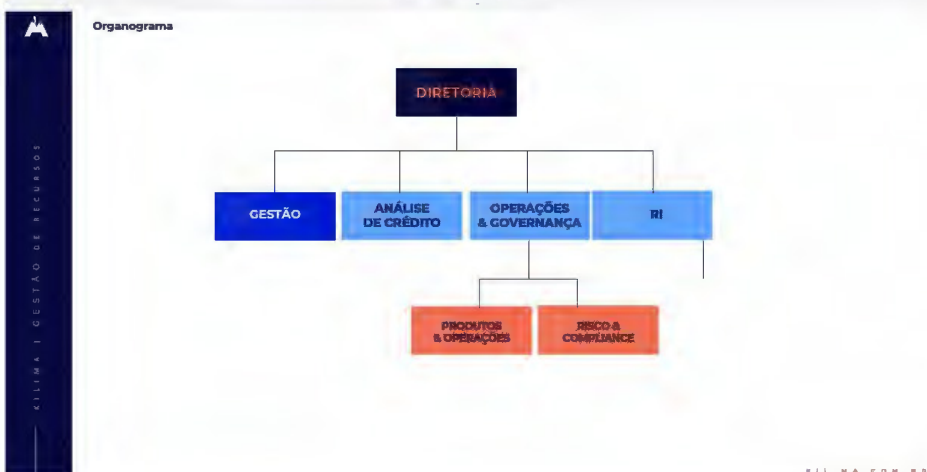 Organograma
DIRETORIA
GESTÃO
ANÁLISE
DE CRÉDITO
OPERAÇÕES
& GOVERNANÇA
RI
PRODUTOS
& OPERAÇÕES
RISCO &
COMPLIANCE
KILIMA | GESTÃO DE RECURSOS